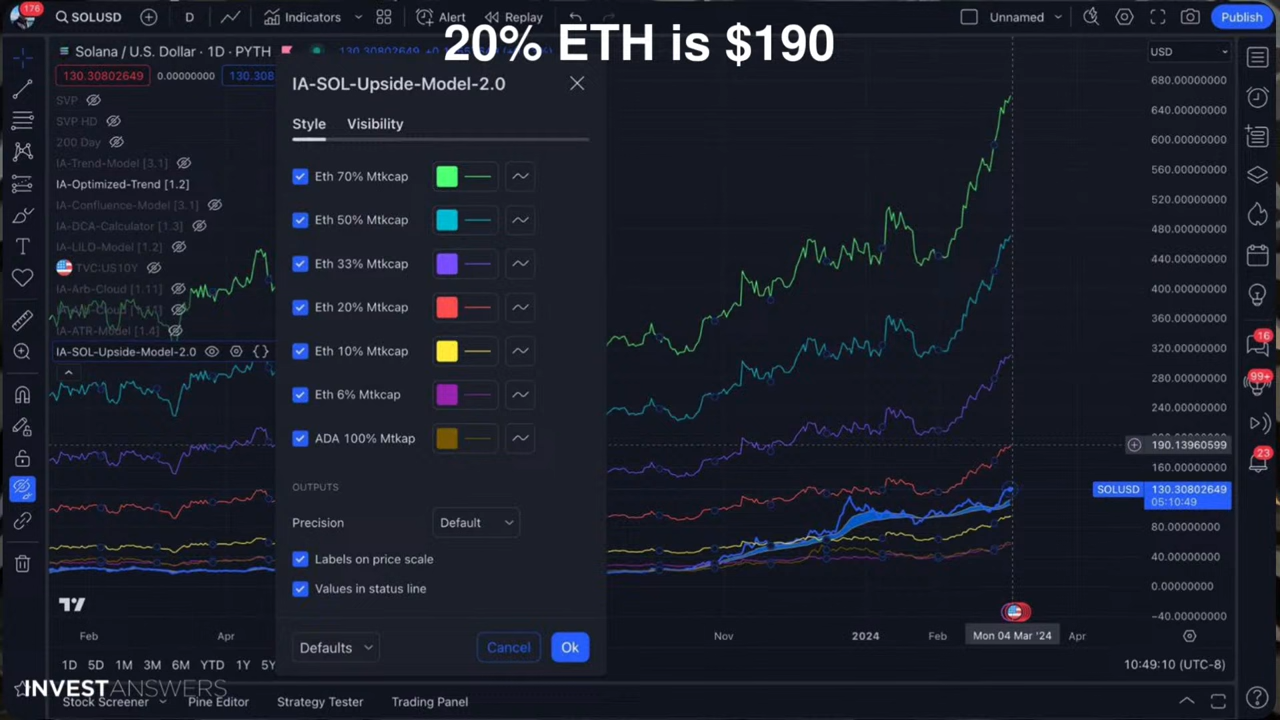 176
SOLUSD
D
Indicators
Alert
Replay
Unnamed
Publish
20% ETH is $190
Solana / U.S. Dollar · 1D · PYTH
USD
130.30802649
0.00000000
130.308
SVP
SVP HD
200 Day
IA-Trend-Model [3.1]
IA-Optimized-Trend [1.2]
IA-Confluence-Model [3.1]
IA-DCA-Calculator [1.3]
IA-LILD-Model [1.2]
TVC:US10Y
IA-Arb-Cloud [1.11]
IA-ATR-Model [1.4]
IA-SOL-Upside-Model-2.0
IA-SOL-Upside-Model-2.0
Style
Visibility
Eth 70% Mtkcap
Eth 50% Mtkcap
Eth 33% Mtkcap
Eth 20% Mtkcap
Eth 10% Mtkcap
Eth 6% Mtkcap
ADA 100% Mtkap
OUTPUTS
Precision
Default
Labels on price scale
Values in status line
Defaults
Cancel
Ok
680.00000000
640.00000000
600.00000000
560.00000000
520.00000000
480.00000000
440.00000000
400.00000000
360.00000000
320.00000000
280.00000000
240.00000000
190.13960599
160.00000000
SOLUSD
130.30802649
05:10:49
80.00000000
40.00000000
0.00000000
−40.00000000
16
99+
23
Feb
Apr
Nov
2024
Feb
Mon 04 Mar '24
Apr
1D
5D
1M
3M
6M
YTD
1Y
5Y
10:49:10 (UTC-8)
INVESTANSWERS
Stock Screener
Pine Editor
Strategy Tester
Trading Panel